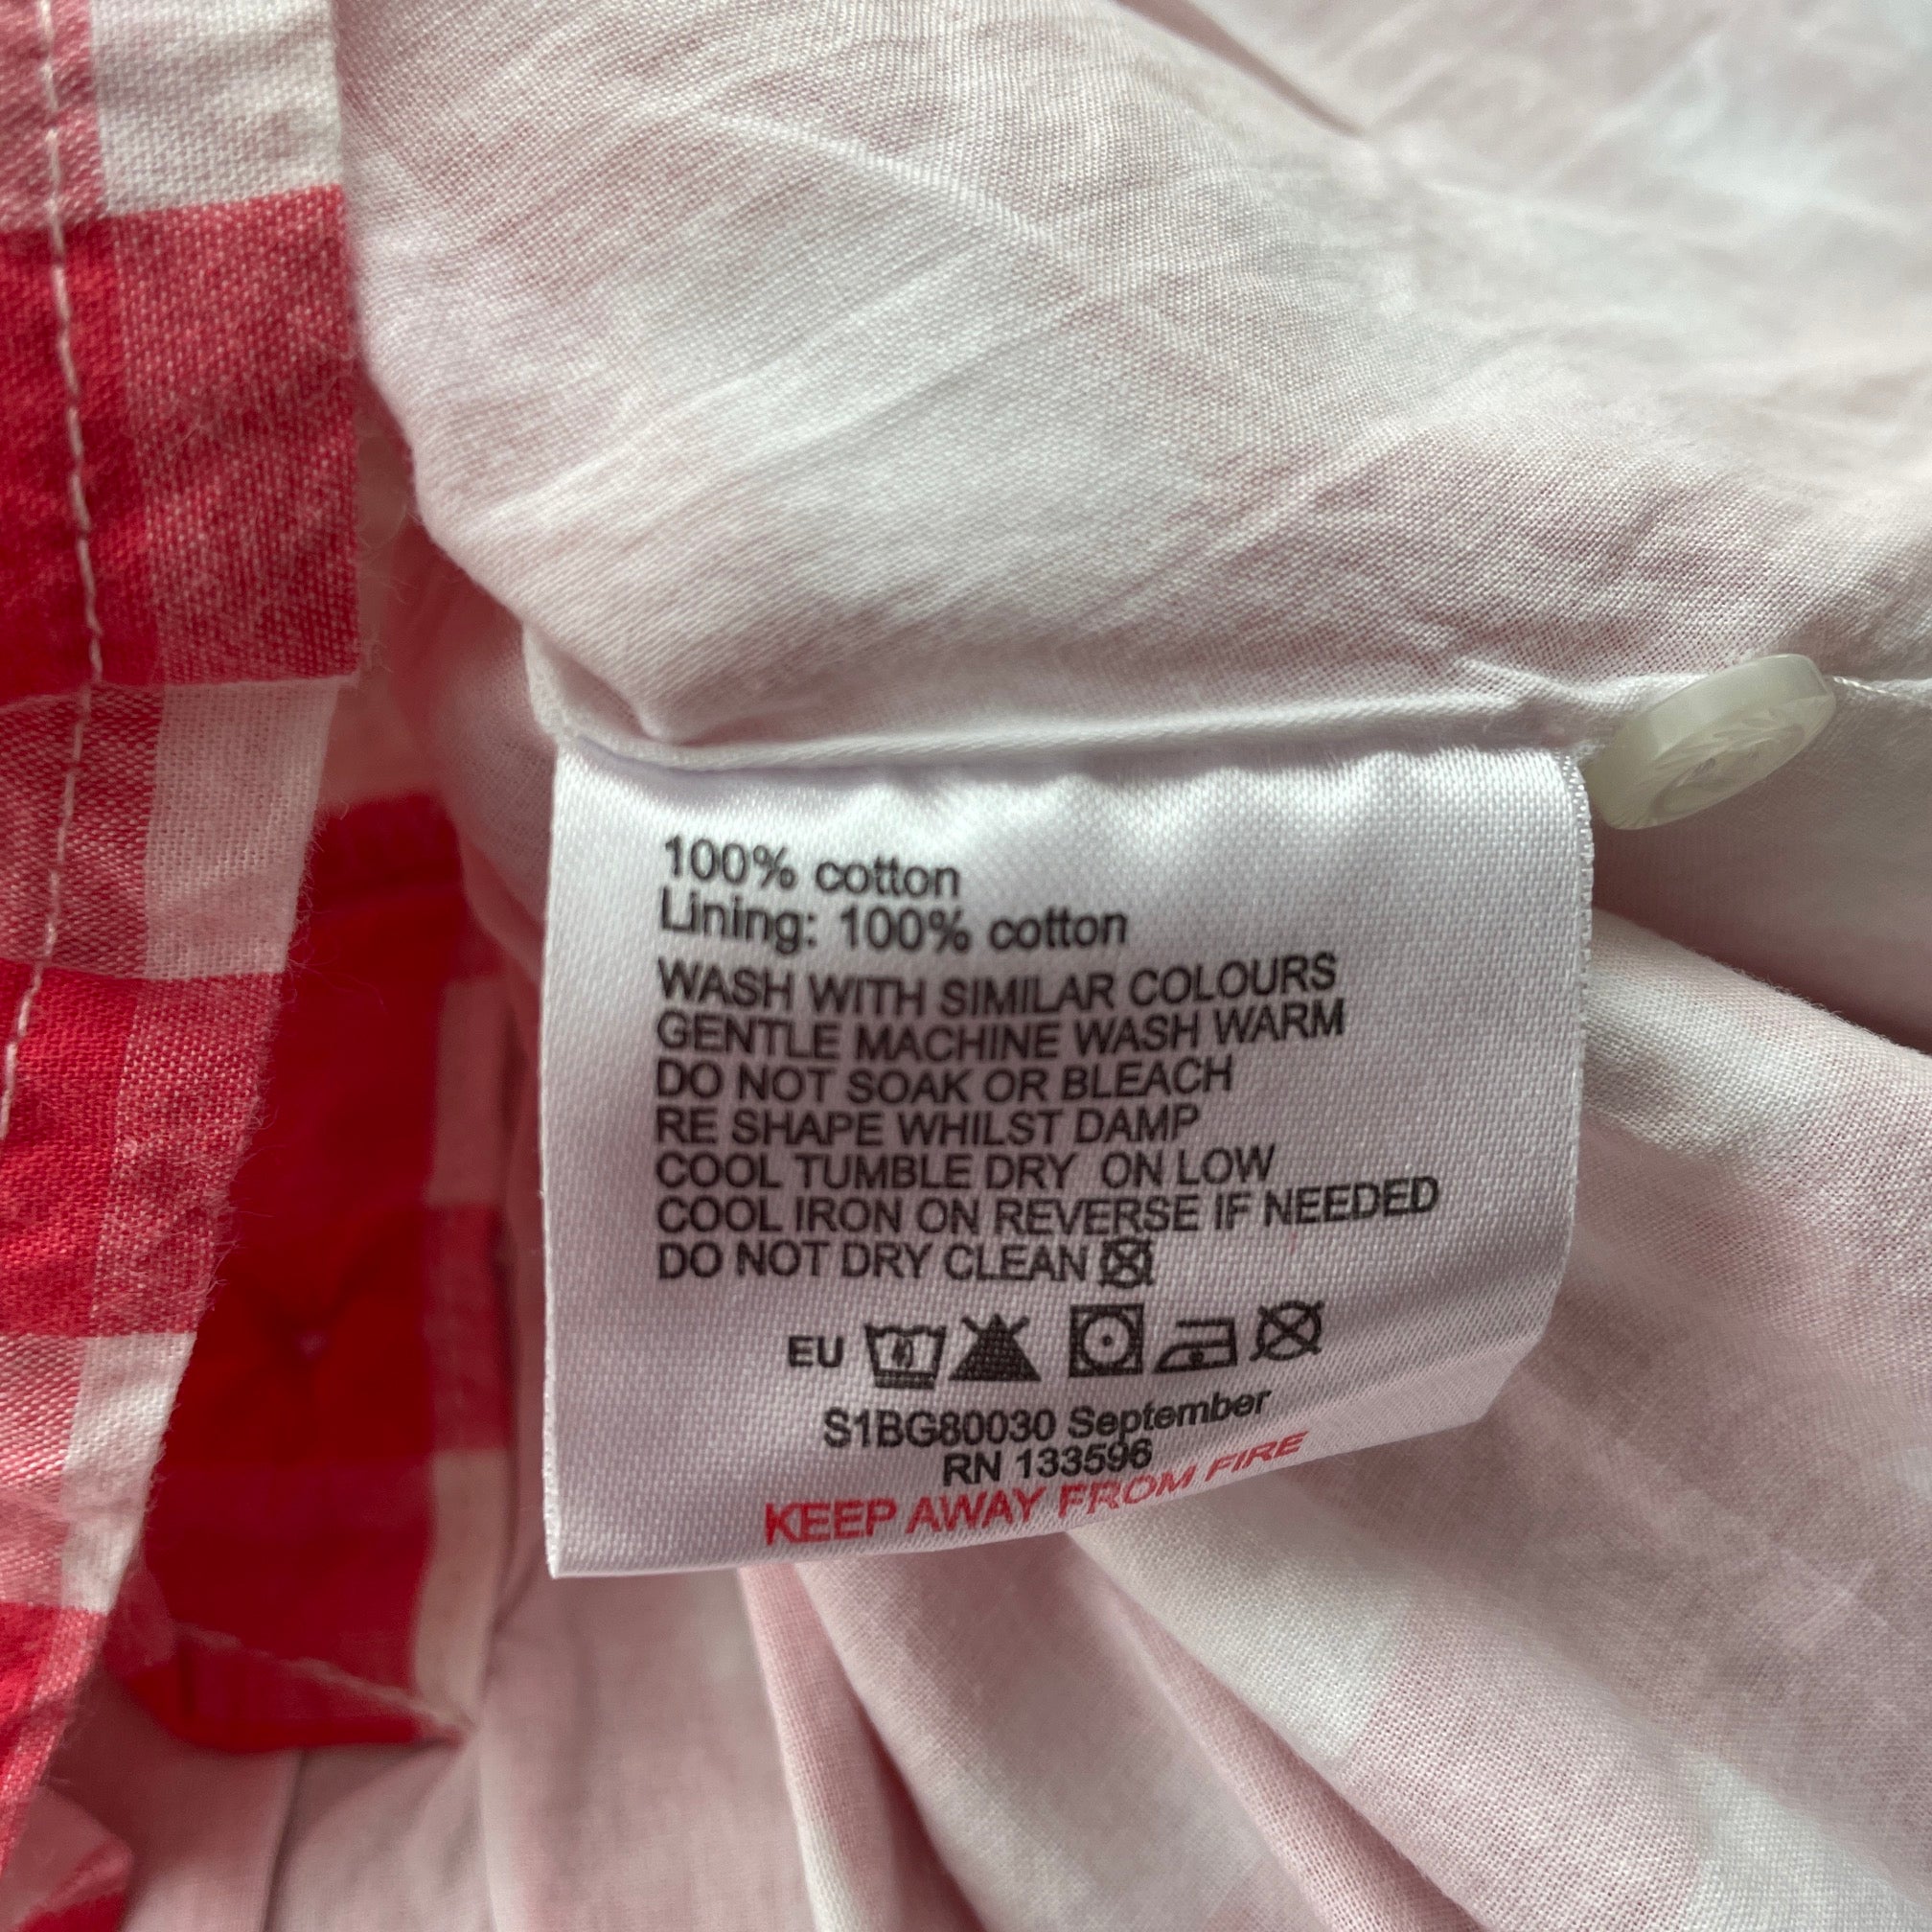 100% cotton
Lining: 100% cotton
WASH WITH SIMILAR COLOURS
GENTLE MACHINE WASH WARM
DO NOT SOAK OR BLEACH
RE SHAPE WHILST DAMP
COOL TUMBLE DRY ON LOW
COOL IRON ON REVERSE IF NEEDED
DO NOT DRY CLEAN
EU 40
S1BG80030 September
RN 133596
KEEP AWAY FROM FIRE